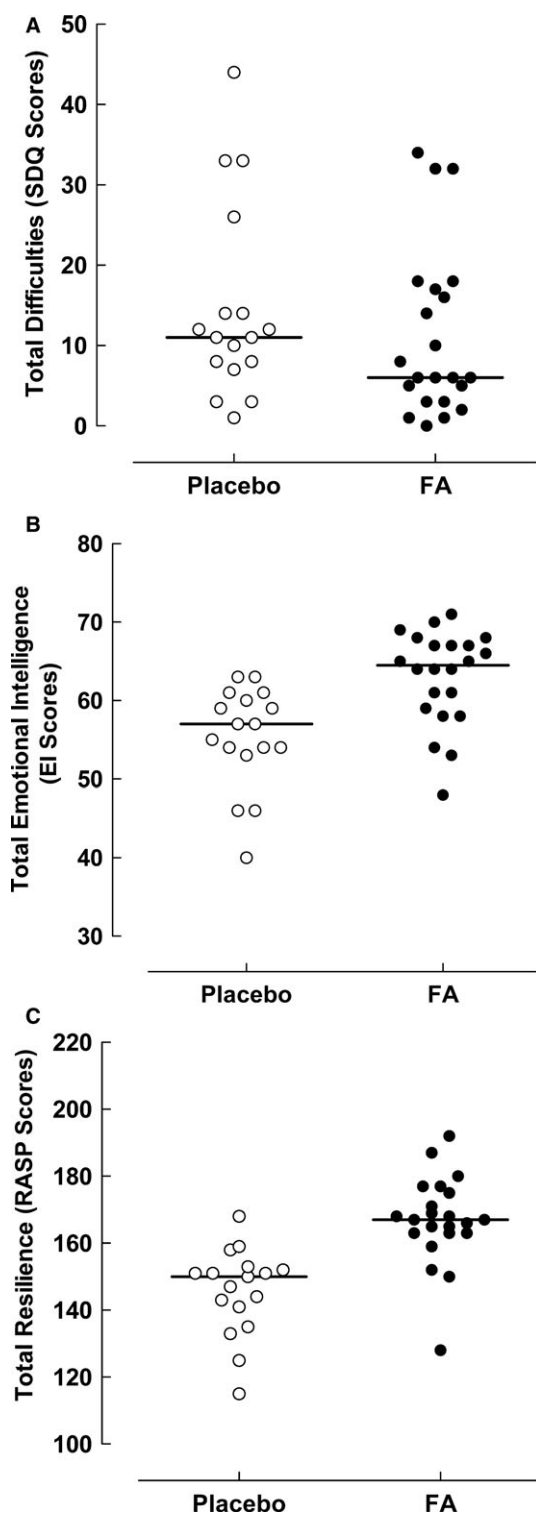 A
Total Difficulties (SDQ Scores)
50
40
30
20
10
0
Placebo FA
B
Total Emotional Intelligence
(EI Scores)
80
70
60
50
40
30
Placebo FA
C
Total Resilience (RASP Scores)
220
200
180
160
140
120
100
Placebo FA